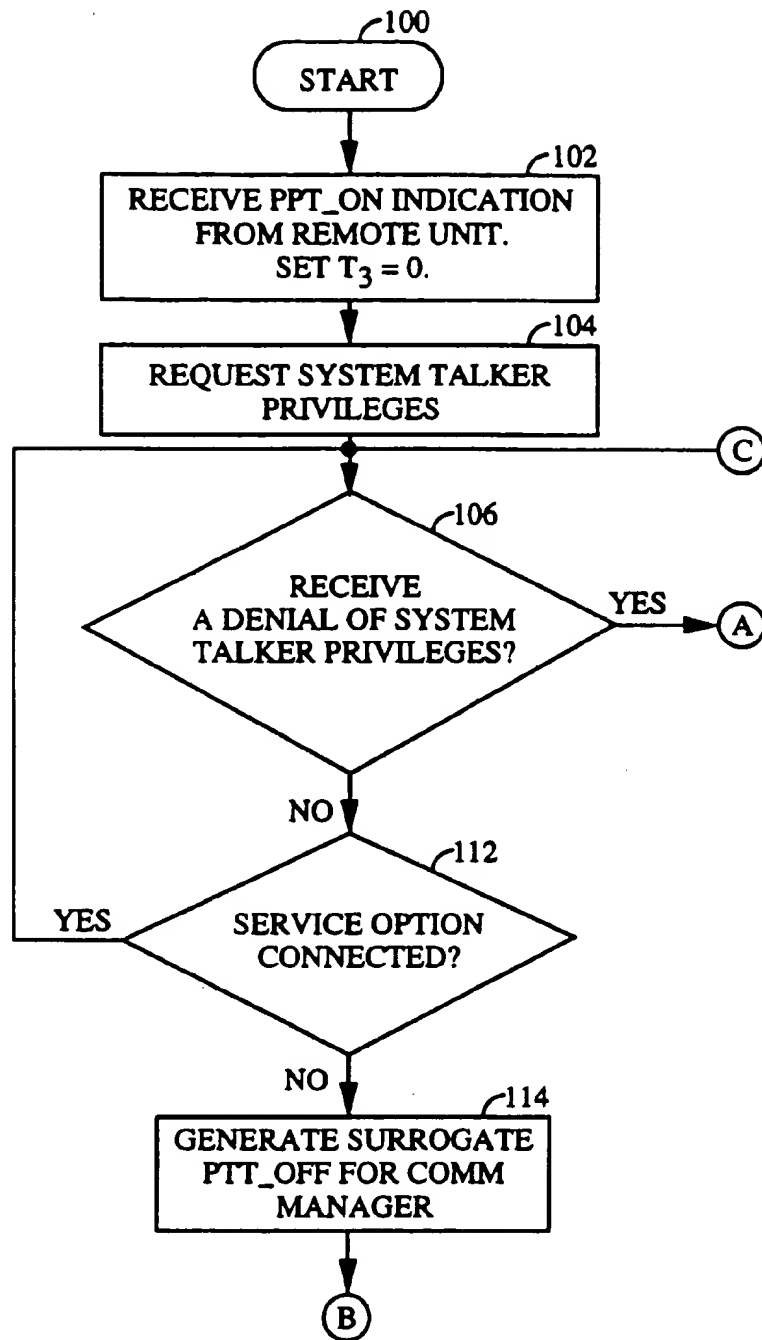 100
START
102
RECEIVE PPT_ON INDICATION
FROM REMOTE UNIT.
SET T3 = 0.
104
REQUEST SYSTEM TALKER
PRIVILEGES
C
106
RECEIVE
A DENIAL OF SYSTEM
TALKER PRIVILEGES?
YES
A
NO
112
YES
SERVICE OPTION
CONNECTED?
NO
114
GENERATE SURROGATE
PTT_OFF FOR COMM
MANAGER
B